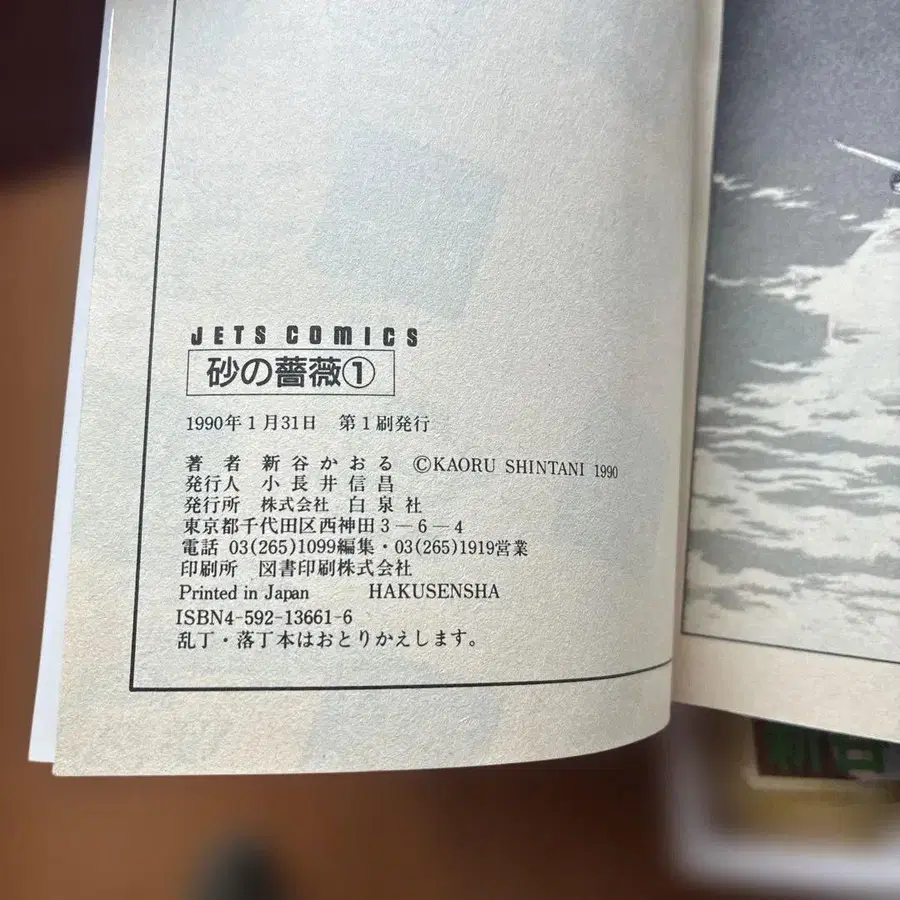 JETS COMICS
砂の薔薇①
1990年1月31日 第1刷発行
著者 新谷かおる ©KAORU SHINTANI 1990
発行人 小長井信昌
発行所 株式会社 白泉社
東京都千代田区西神田3―6―4
電話 03(265)1099編集・03(265)1919営業
印刷所 図書印刷株式会社
Printed in Japan HAKUSENSHA
ISBN4-592-13661-6
乱丁・落丁本はおとりかえします。
新谷